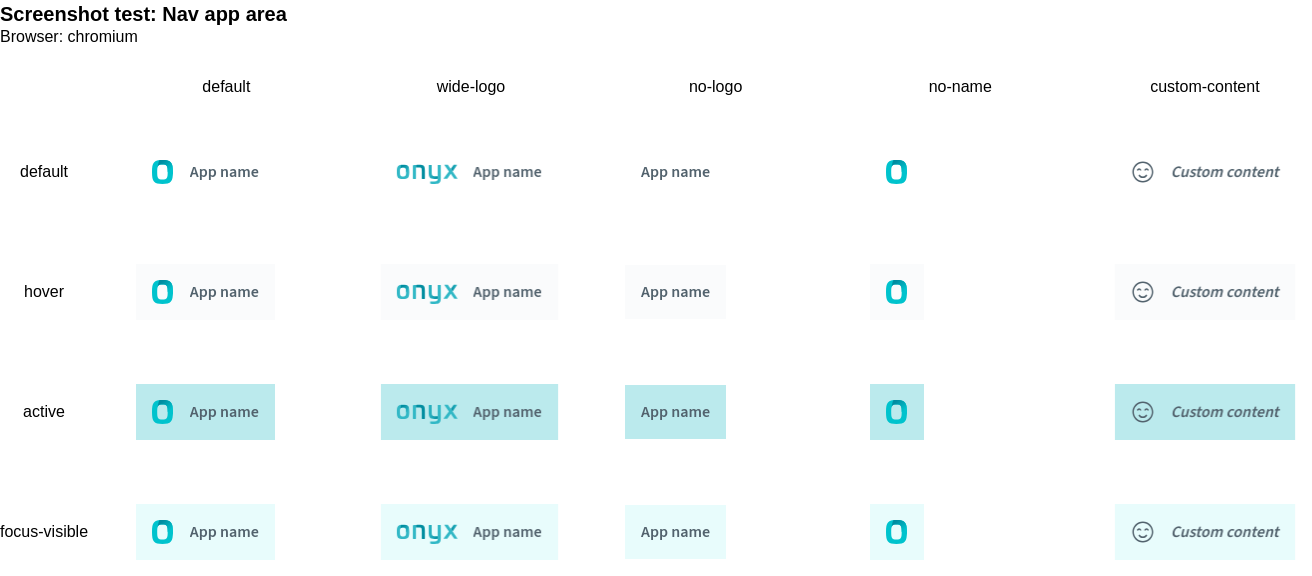 Screenshot test: Nav app area
Browser: chromium
default wide-logo no-logo no-name custom-content
default App name onyx App name App name Custom content
hover App name onyx App name App name Custom content
active App name onyx App name App name Custom content
focus-visible App name onyx App name App name Custom content